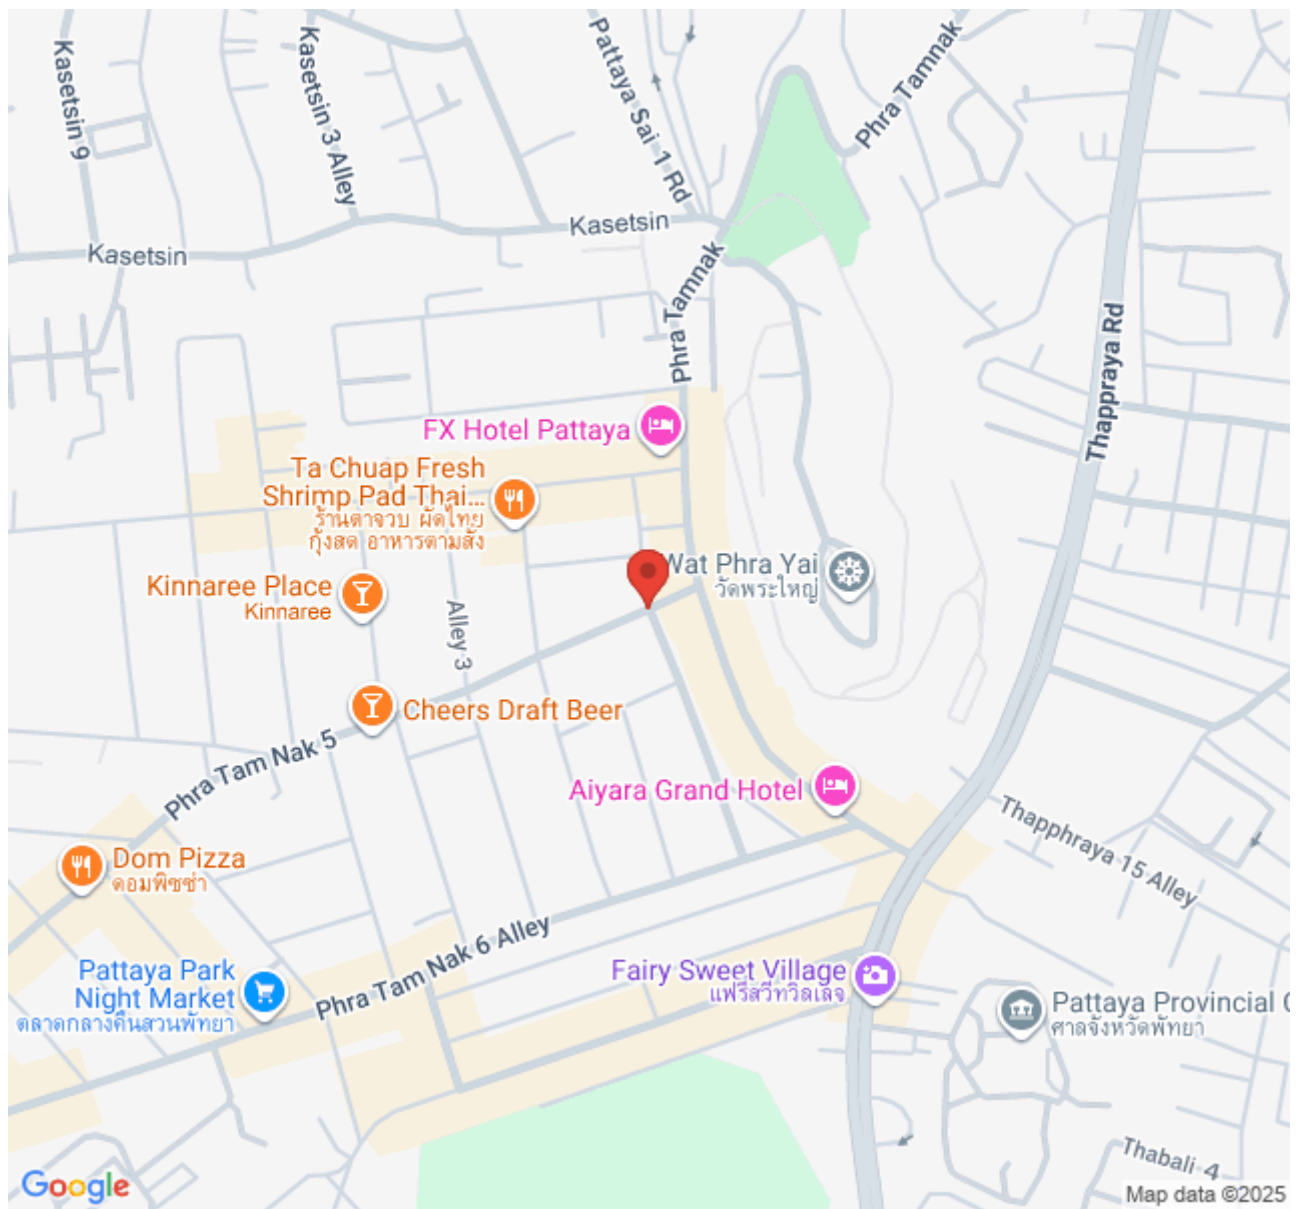 Kasetsin 9
Kasetsin 3 Alley
Pattaya Sai 1 Rd
Phra Tamnak
Kasetsin
Kasetsin
Phra Tamnak
Thappraya Rd
FX Hotel Pattaya
Ta Chuap Fresh
Shrimp Pad Thai...
ร้านตาจวบ ผัดไทย
กุ้งสด อาหารตามสั่ง
Wat Phra Yai
วัดพระใหญ่
Kinnaree Place
Kinnaree
Alley 3
Cheers Draft Beer
Phra Tam Nak 5
Aiyara Grand Hotel
Thapphraya 15 Alley
Dom Pizza
ดอมพิซซ่า
Phra Tam Nak 6 Alley
Pattaya Park
Night Market
ตลาดกลางคืนสวนพัทยา
Fairy Sweet Village
แฟรี่สวีทวิลเลจ
Pattaya Provincial C
ศาลจังหวัดพัทยา
Thabali 4
Google
Map data ©2025